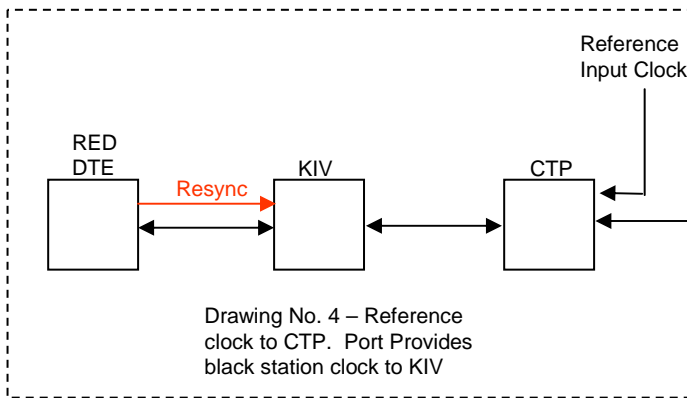 Reference
Input Clock
RED
DTE
Resync
KIV
CTP
Drawing No. 4 – Reference
clock to CTP.  Port Provides
black station clock to KIV